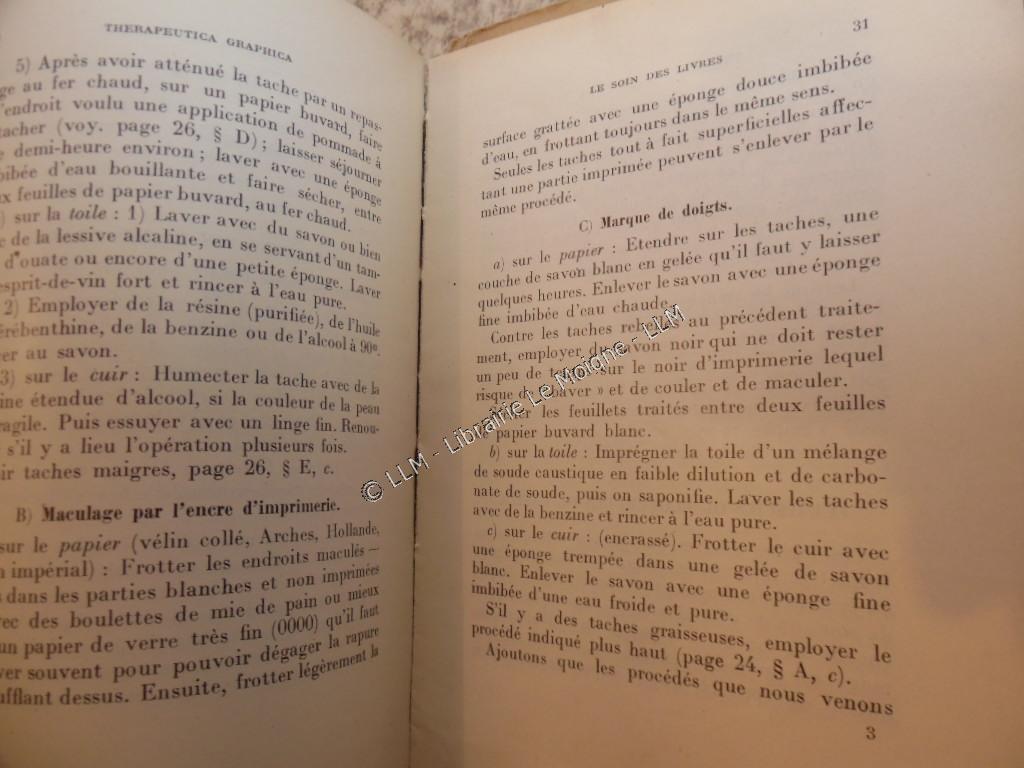 THERAPEUTICA GRAPHICA
5) Après avoir atténué la tache par un repas-
ge au fer chaud, sur un papier buvard, faire
l'endroit voulu une application de pommade à
tacher (voy. page 26, § D) ; laisser séjourner
e demi-heure environ ; laver avec une éponge
bibée d'eau bouillante et faire sécher, entre
ux feuilles de papier buvard, au fer chaud.
) sur la toile : 1) Laver avec du savon ou bien
c de la lessive alcaline, en se servant d'un tam-
d'ouate ou encore d'une petite éponge. Laver
esprit-de-vin fort et rincer à l'eau pure.
2) Employer de la résine (purifiée), de l'huile
érébenthine, de la benzine ou de l'alcool à 90°.
er au savon.
3) sur le cuir : Humecter la tache avec de la
ine étendue d'alcool, si la couleur de la peau
ragile. Puis essuyer avec un linge fin. Renou-
s'il y a lieu l'opération plusieurs fois.
ir taches maigres, page 26, § E, c.
B) Maculage par l'encre d'imprimerie.
sur le papier (vélin collé, Arches, Hollande,
n impérial) : Frotter les endroits maculés —
s dans les parties blanches et non imprimées
vec des boulettes de mie de pain ou mieux
un papier de verre très fin (0000) qu'il faut
ver souvent pour pouvoir dégager la rapure
ufflant dessus. Ensuite, frotter légèrement la
31
LE SOIN DES LIVRES
surface grattée avec une éponge douce imbibée
d'eau, en frottant toujours dans le même sens.
Seules les taches tout à fait superficielles affec-
tant une partie imprimée peuvent s'enlever par le
même procédé.
C) Marque de doigts.
a) sur le papier : Etendre sur les taches, une
couche de savon blanc en gelée qu'il faut y laisser
quelques heures. Enlever le savon avec une éponge
fine imbibée d'eau chaude.
Contre les taches rebelles au précédent traite-
ment, employer du savon noir qui ne doit rester
un peu de temps sur le noir d'imprimerie lequel
risque de « baver » et de couler et de maculer.
les feuillets traités entre deux feuilles
de papier buvard blanc.
b) sur la toile : Imprégner la toile d'un mélange
de soude caustique en faible dilution et de carbo-
nate de soude, puis on saponifie. Laver les taches
avec de la benzine et rincer à l'eau pure.
c) sur le cuir : (encrassé). Frotter le cuir avec
une éponge trempée dans une gelée de savon
blanc. Enlever le savon avec une éponge fine
imbibée d'une eau froide et pure.
S'il y a des taches graisseuses, employer le
procédé indiqué plus haut (page 24, § A, c).
Ajoutons que les procédés que nous venons
3
© LLM - Librairie Le Moigne - LLM